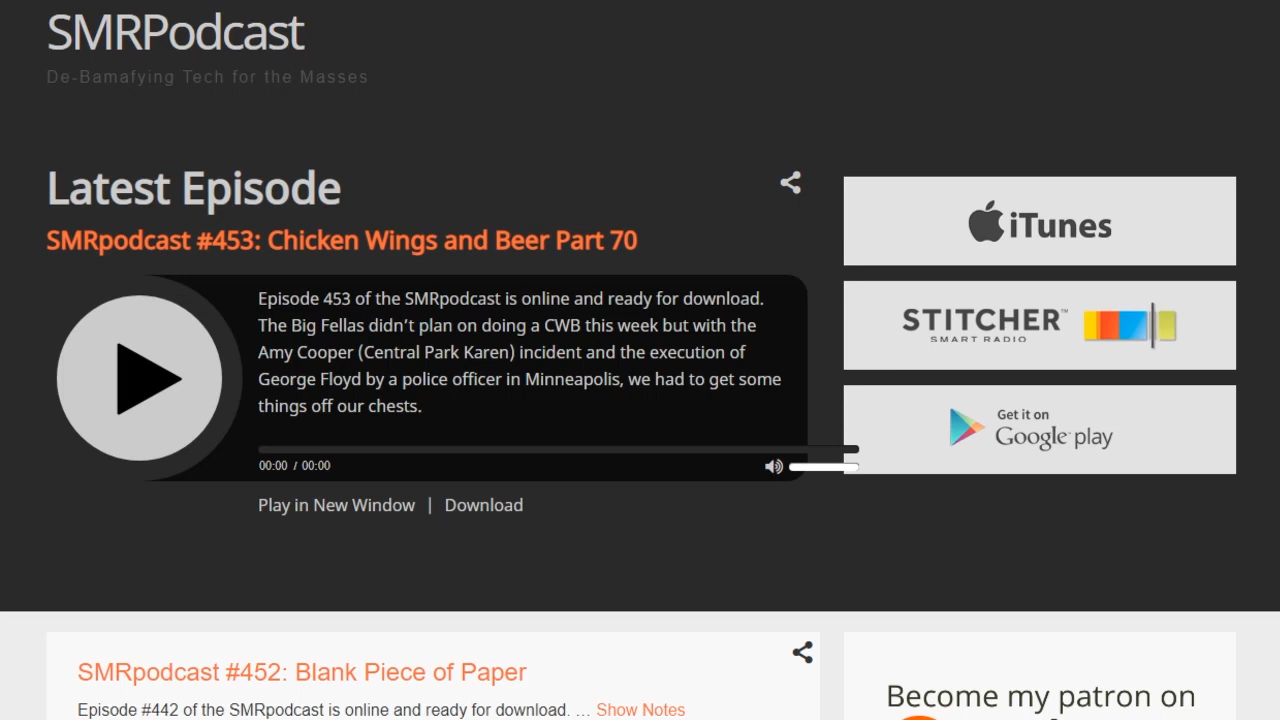 SMRPodcast
De-Bamafying Tech for the Masses
Latest Episode
SMRpodcast #453: Chicken Wings and Beer Part 70
Episode 453 of the SMRpodcast is online and ready for download.
The Big Fellas didn’t plan on doing a CWB this week but with the
Amy Cooper (Central Park Karen) incident and the execution of
George Floyd by a police officer in Minneapolis, we had to get some
things off our chests.
00:00 / 00:00
Play in New Window | Download
iTunes
STITCHER™
SMART RADIO
Get it on
Google play
SMRpodcast #452: Blank Piece of Paper
Episode #442 of the SMRpodcast is online and ready for download. … Show Notes
Become my patron on